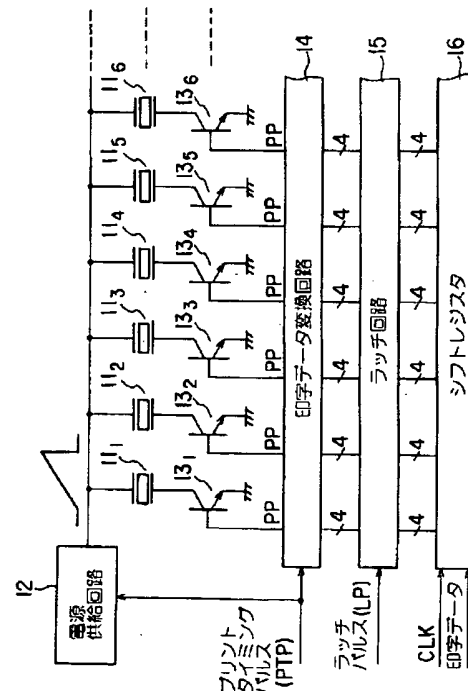 12
電源
供給回路
11₁
11₂
11₃
11₄
11₅
11₆
13₁
13₂
13₃
13₄
13₅
13₆
PP
PP
PP
PP
PP
PP
14
プリント
タイミング
パルス
(PTP)
印字データ変換回路
4
4
4
4
4
4
15
ラッチ
パルス(LP)
ラッチ回路
4
4
4
4
4
4
16
CLK
印字データ
シフトレジスタ